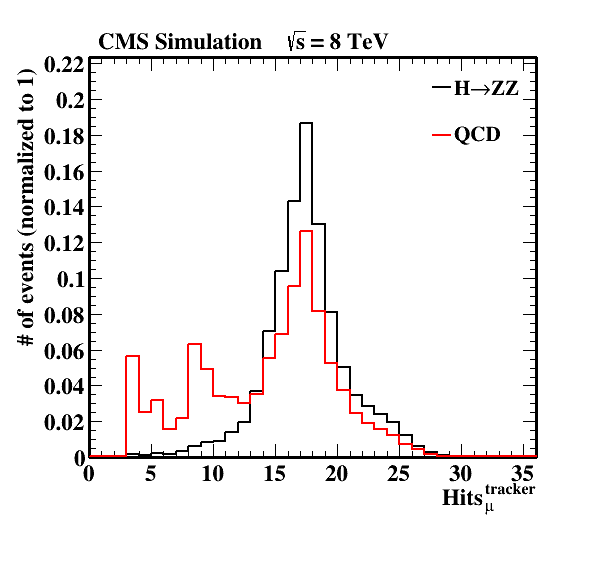 CMS Simulation √s = 8 TeV
# of events (normalized to 1)
0.22
0.2
0.18
0.16
0.14
0.12
0.1
0.08
0.06
0.04
0.02
0
H→ZZ
QCD
0 5 10 15 20 25 30 35
Hits_μ^tracker